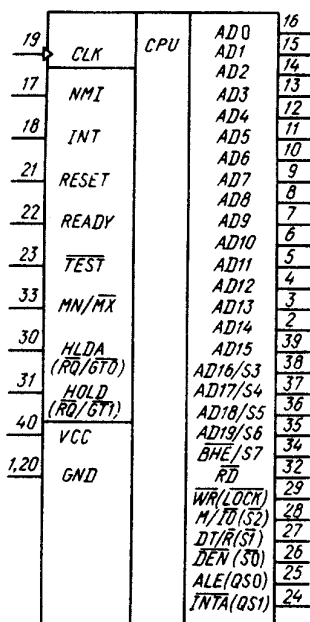 19 CLK
17 NMI
18 INT
21 RESET
22 READY
23 TEST
33 MN/MX
30 HLDA
(RQ/GT0)
31 HOLD
(RQ/GT1)
40 VCC
1,20 GND
CPU
AD0 16
AD1 15
AD2 14
AD3 13
AD4 12
AD5 11
AD6 10
AD7 9
AD8 8
AD9 7
AD10 6
AD11 5
AD12 4
AD13 3
AD14 2
AD15 39
AD16/S3 38
AD17/S4 37
AD18/S5 36
AD19/S6 35
BHE/S7 34
RD 32
WR(LOCK) 29
M/IO(S2) 28
DT/R(S1) 27
DEN(S0) 26
ALE(QS0) 25
INTA(QS1) 24